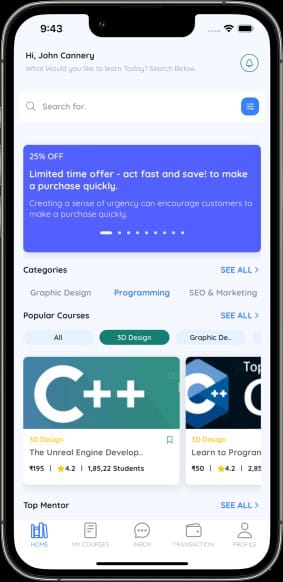 9:43
Hi, John Cannery
What Would you like to learn Today? Search Below.
Search for..
25% OFF
Limited time offer - act fast and save! to make
a purchase quickly.
Creating a sense of urgency can encourage customers to
make a purchase quickly.
Categories SEE ALL >
Graphic Design Programming SEO & Marketing
Popular Courses SEE ALL >
All 3D Design Graphic De..
C++
Top
C
3D Design 3D Design
The Unreal Engine Develop.. Learn to Program
₹195 | 4.2 | 1,85,22 Students ₹50 | 4.2 | 2,85
Top Mentor SEE ALL >
HOME MY COURSES INBOX TRANSACTION PROFILE